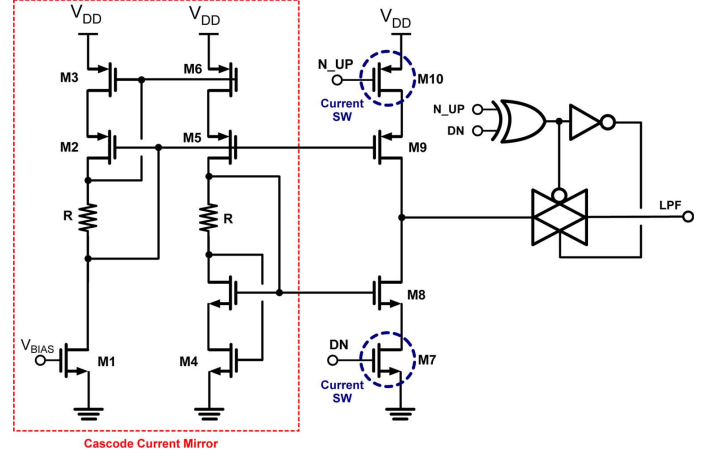 VDD
VDD
VDD
M3
M6
N_UP
M10
Current
SW
N_UP
DN
M2
M5
M9
R
R
LPF
M8
VBIAS
M1
M4
DN
M7
Current
SW
Cascode Current Mirror